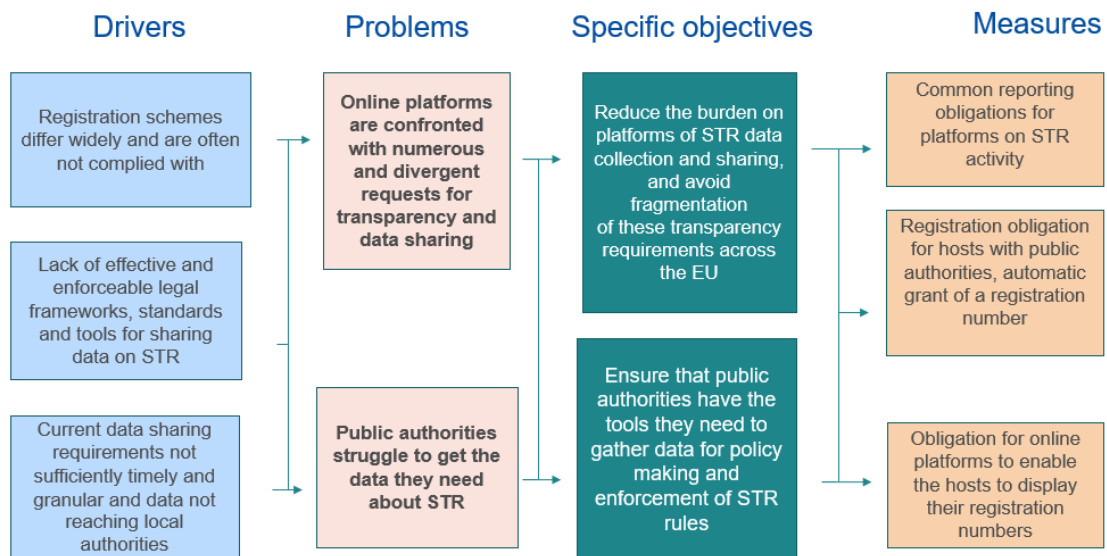 Drivers
Problems
Specific objectives
Measures
Registration schemes
differ widely and are often
not complied with
Lack of effective and
enforceable legal
frameworks, standards
and tools for sharing
data on STR
Current data sharing
requirements not
sufficiently timely and
granular and data not
reaching local
authorities
Online platforms
are confronted
with numerous
and divergent
requests for
transparency and
data sharing
Public authorities
struggle to get the
data they need
about STR
Reduce the burden on
platforms of STR data
collection and sharing,
and avoid
fragmentation
of these transparency
requirements across
the EU
Ensure that public
authorities have the
tools they need to
gather data for policy
making and
enforcement of STR
rules
Common reporting
obligations for
platforms on STR
activity
Registration obligation
for hosts with public
authorities, automatic
grant of a registration
number
Obligation for online
platforms to enable
the hosts to display
their registration
numbers